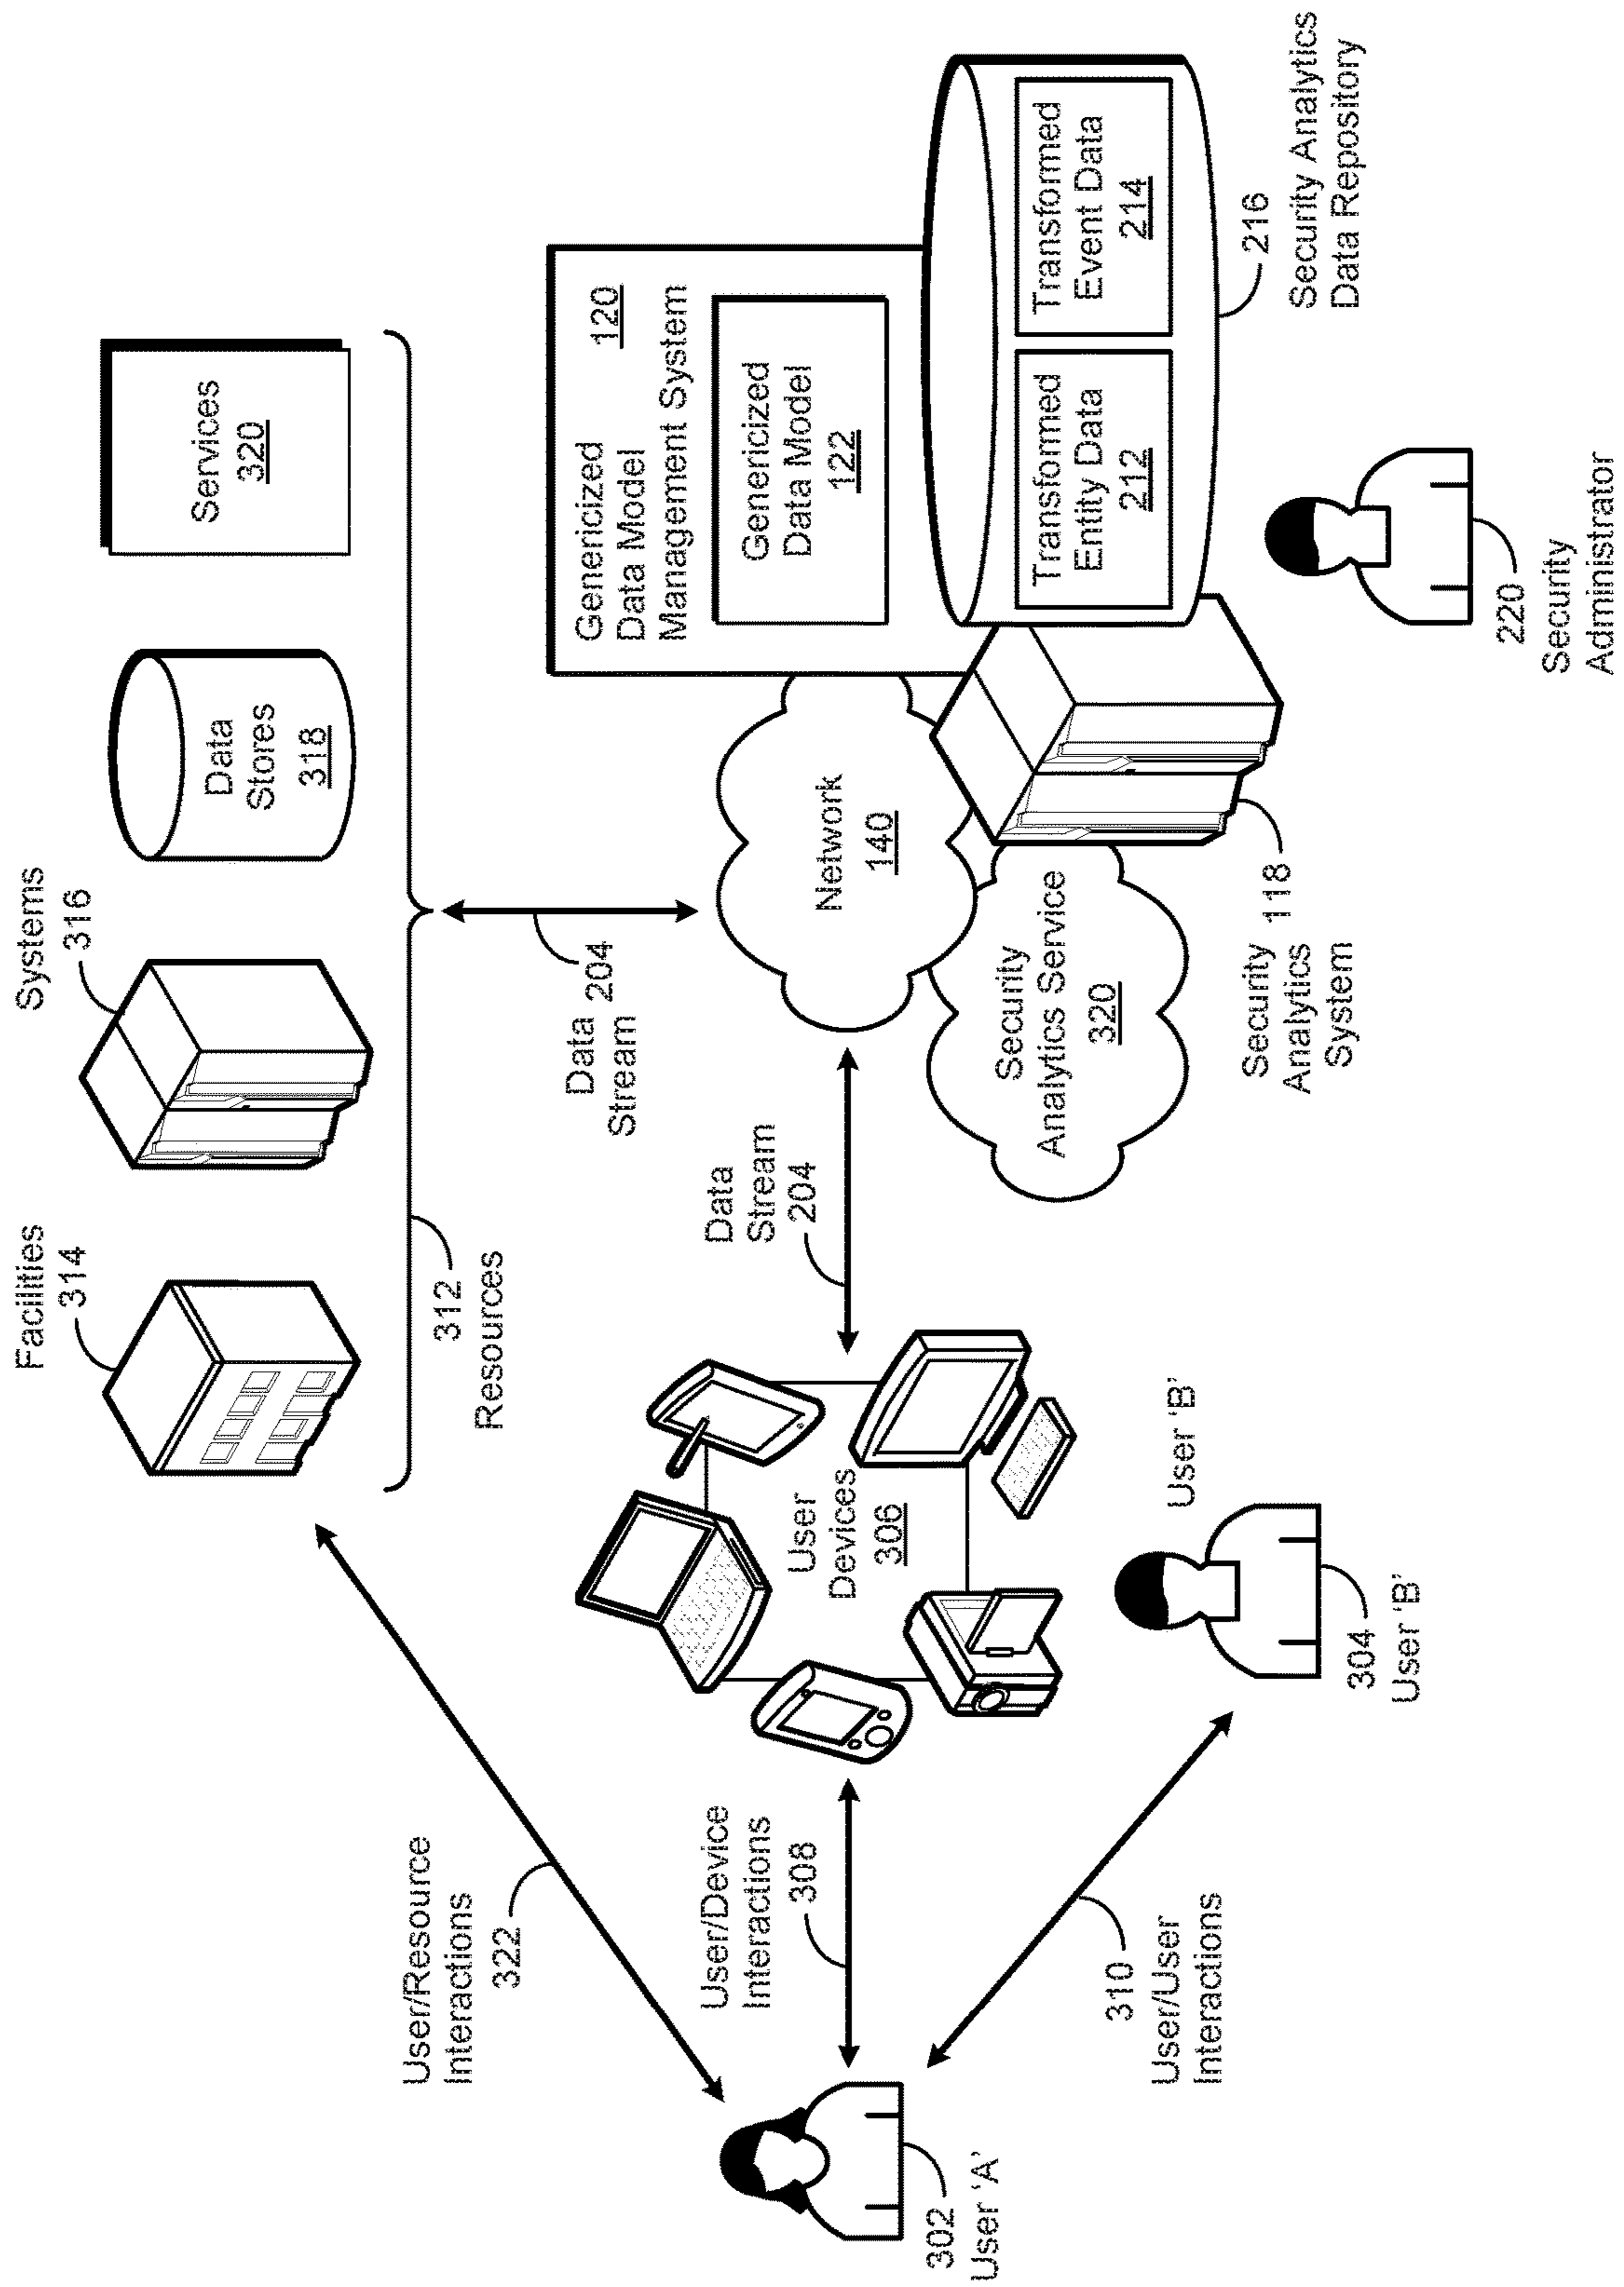 Facilities
314
Systems
316
Data
Stores
318
Services
320
312
Resources
User/Resource
Interactions
322
Data
Stream
204
Genericized
Data Model
Management System
120
Genericized
Data Model
122
User/Device
Interactions
308
User
Devices
306
Data
Stream
204
Network
140
302
User 'A'
310
User/User
Interactions
User 'B'
304
User 'B'
Security
Analytics Service
320
Transformed
Entity Data
212
Transformed
Event Data
214
216
Security Analytics
Data Repository
Security 118
Analytics
System
220
Security
Administrator